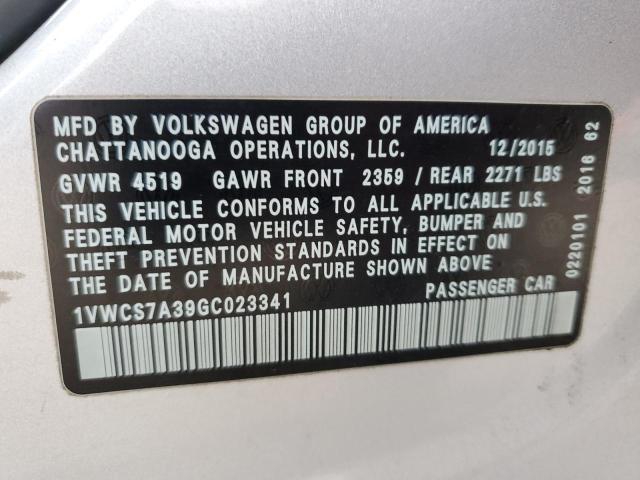 MFD BY VOLKSWAGEN GROUP OF AMERICA
CHATTANOOGA OPERATIONS, LLC. 12/2015
GVWR 4519 GAWR FRONT 2359 / REAR 2271 LBS
THIS VEHICLE CONFORMS TO ALL APPLICABLE U.S.
FEDERAL MOTOR VEHICLE SAFETY, BUMPER AND
THEFT PREVENTION STANDARDS IN EFFECT ON
THE DATE OF MANUFACTURE SHOWN ABOVE
1VWCS7A39GC023341 PASSENGER CAR
0220101 2016 62